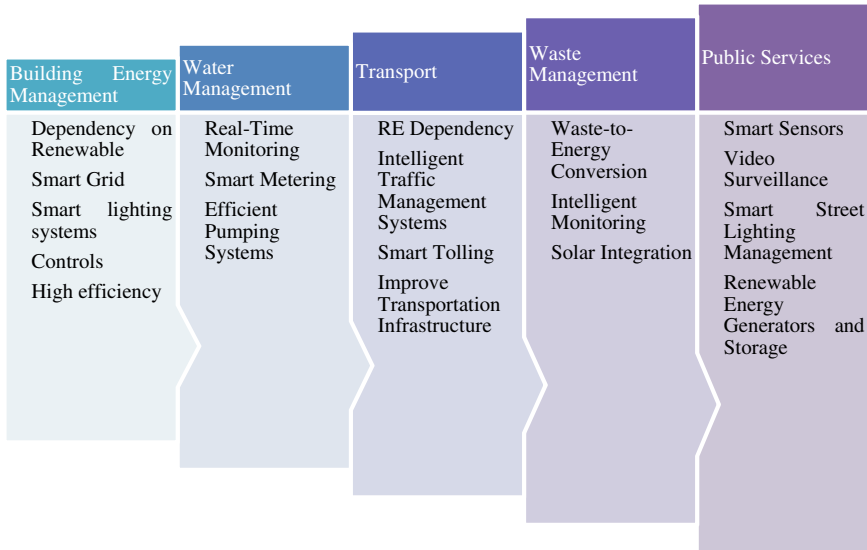 Building Energy
Management
Dependency on
Renewable
Smart Grid
Smart lighting
systems
Controls
High efficiency
Water
Management
Real-Time
Monitoring
Smart Metering
Efficient
Pumping
Systems
Transport
RE Dependency
Intelligent
Traffic
Management
Systems
Smart Tolling
Improve
Transportation
Infrastructure
Waste
Management
Waste-to-
Energy
Conversion
Intelligent
Monitoring
Solar Integration
Public Services
Smart Sensors
Video
Surveillance
Smart Street
Lighting
Management
Renewable
Energy
Generators and
Storage